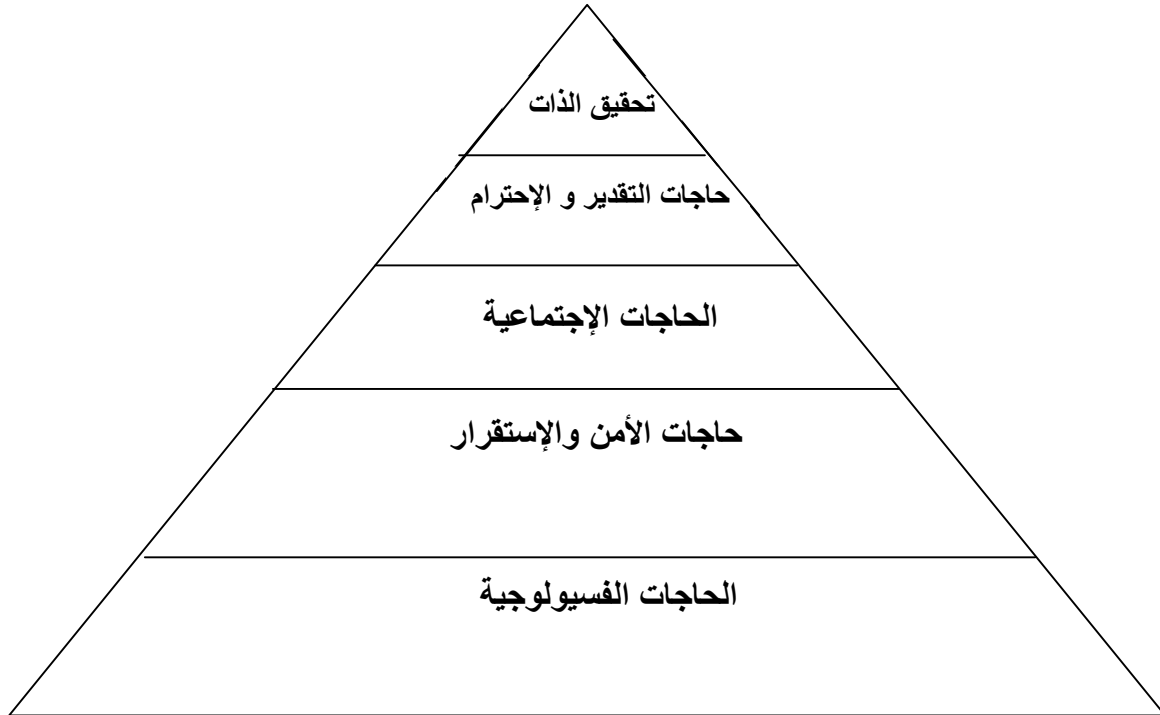 تحقيق الذات
حاجات التقدير و الإحترام
الحاجات الإجتماعية
حاجات الأمن والإستقرار
الحاجات الفسيولوجية